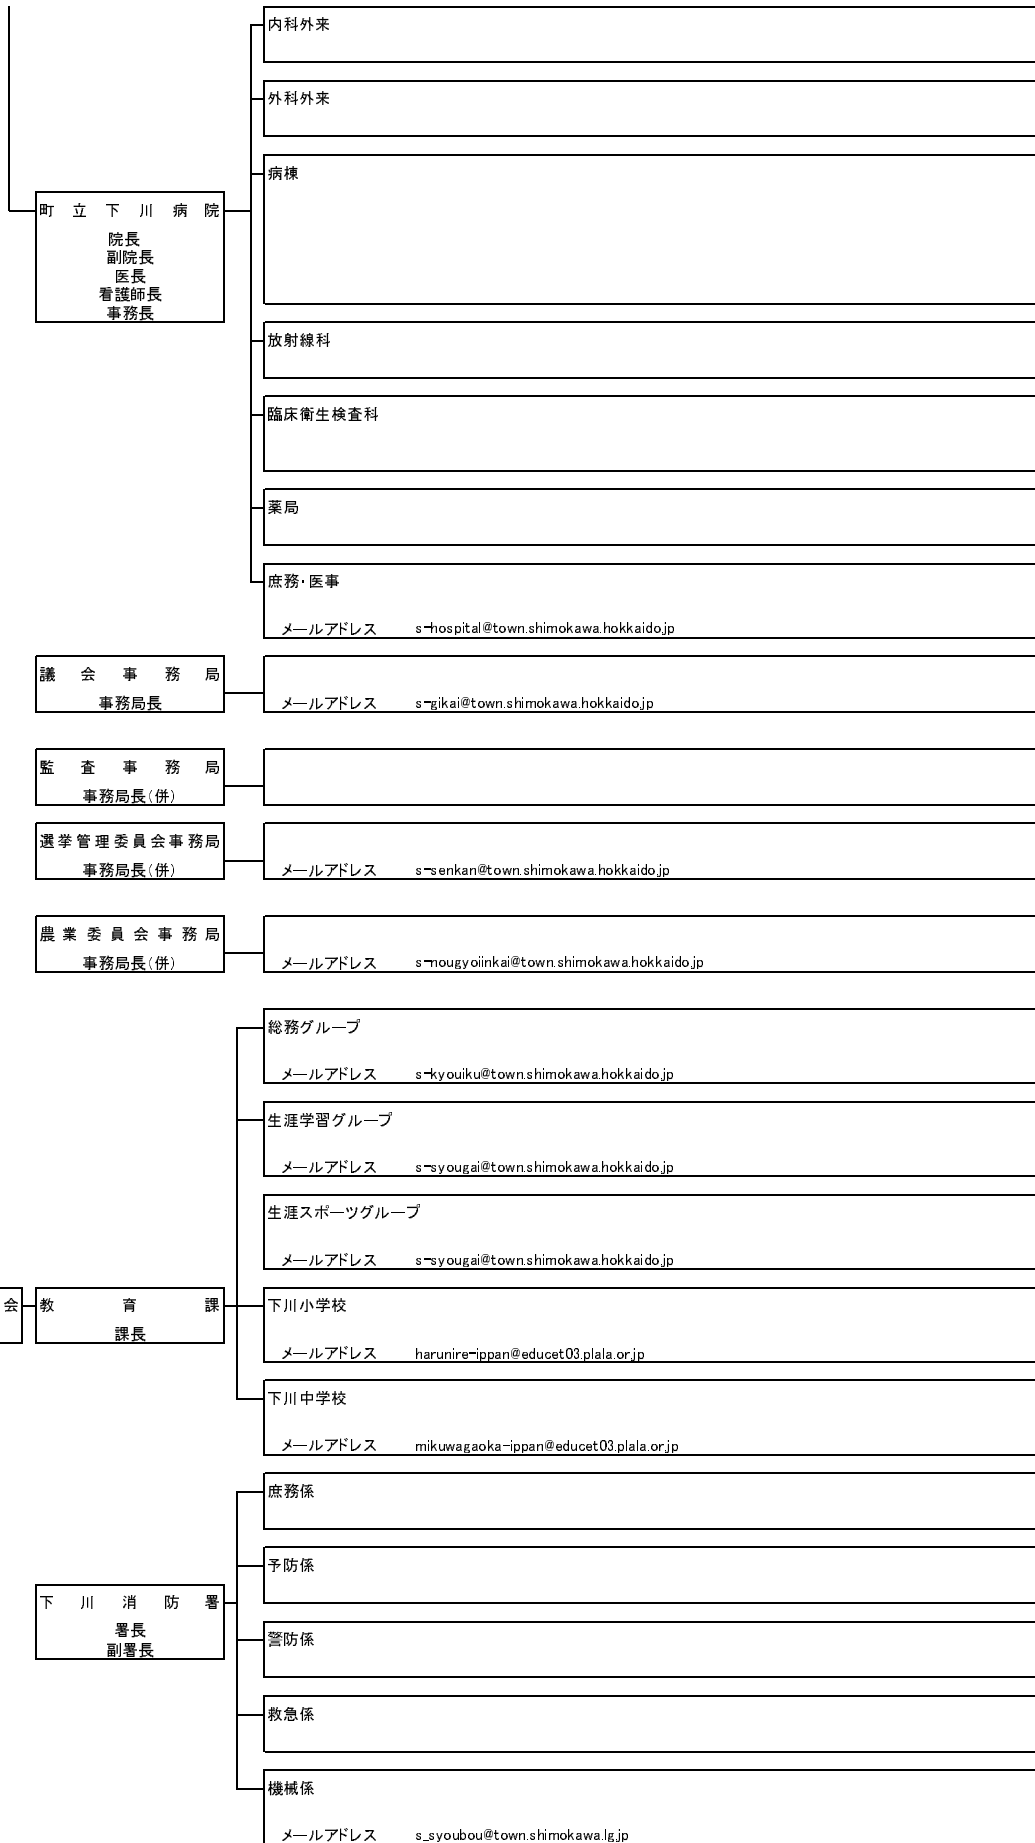 内科外来
外科外来
病棟
町立下川病院
院長
副院長
医長
看護師長
事務長
放射線科
臨床衛生検査科
薬局
庶務・医事
メールアドレス s-hospital@town.shimokawa.hokkaido.jp
議会事務局
事務局長
メールアドレス s-gikai@town.shimokawa.hokkaido.jp
監査事務局
事務局長(併)
選挙管理委員会事務局
事務局長(併)
メールアドレス s-senkan@town.shimokawa.hokkaido.jp
農業委員会事務局
事務局長(併)
メールアドレス s-nougyoiinkai@town.shimokawa.hokkaido.jp
総務グループ
メールアドレス s-kyouiku@town.shimokawa.hokkaido.jp
生涯学習グループ
メールアドレス s-syougai@town.shimokawa.hokkaido.jp
生涯スポーツグループ
メールアドレス s-syougai@town.shimokawa.hokkaido.jp
会
教育課
課長
下川小学校
メールアドレス harunire-ippan@educet03.plala.or.jp
下川中学校
メールアドレス mikuwagaoka-ippan@educet03.plala.or.jp
庶務係
予防係
下川消防署
署長
副署長
警防係
救急係
機械係
メールアドレス s_syoubou@town.shimokawa.lg.jp